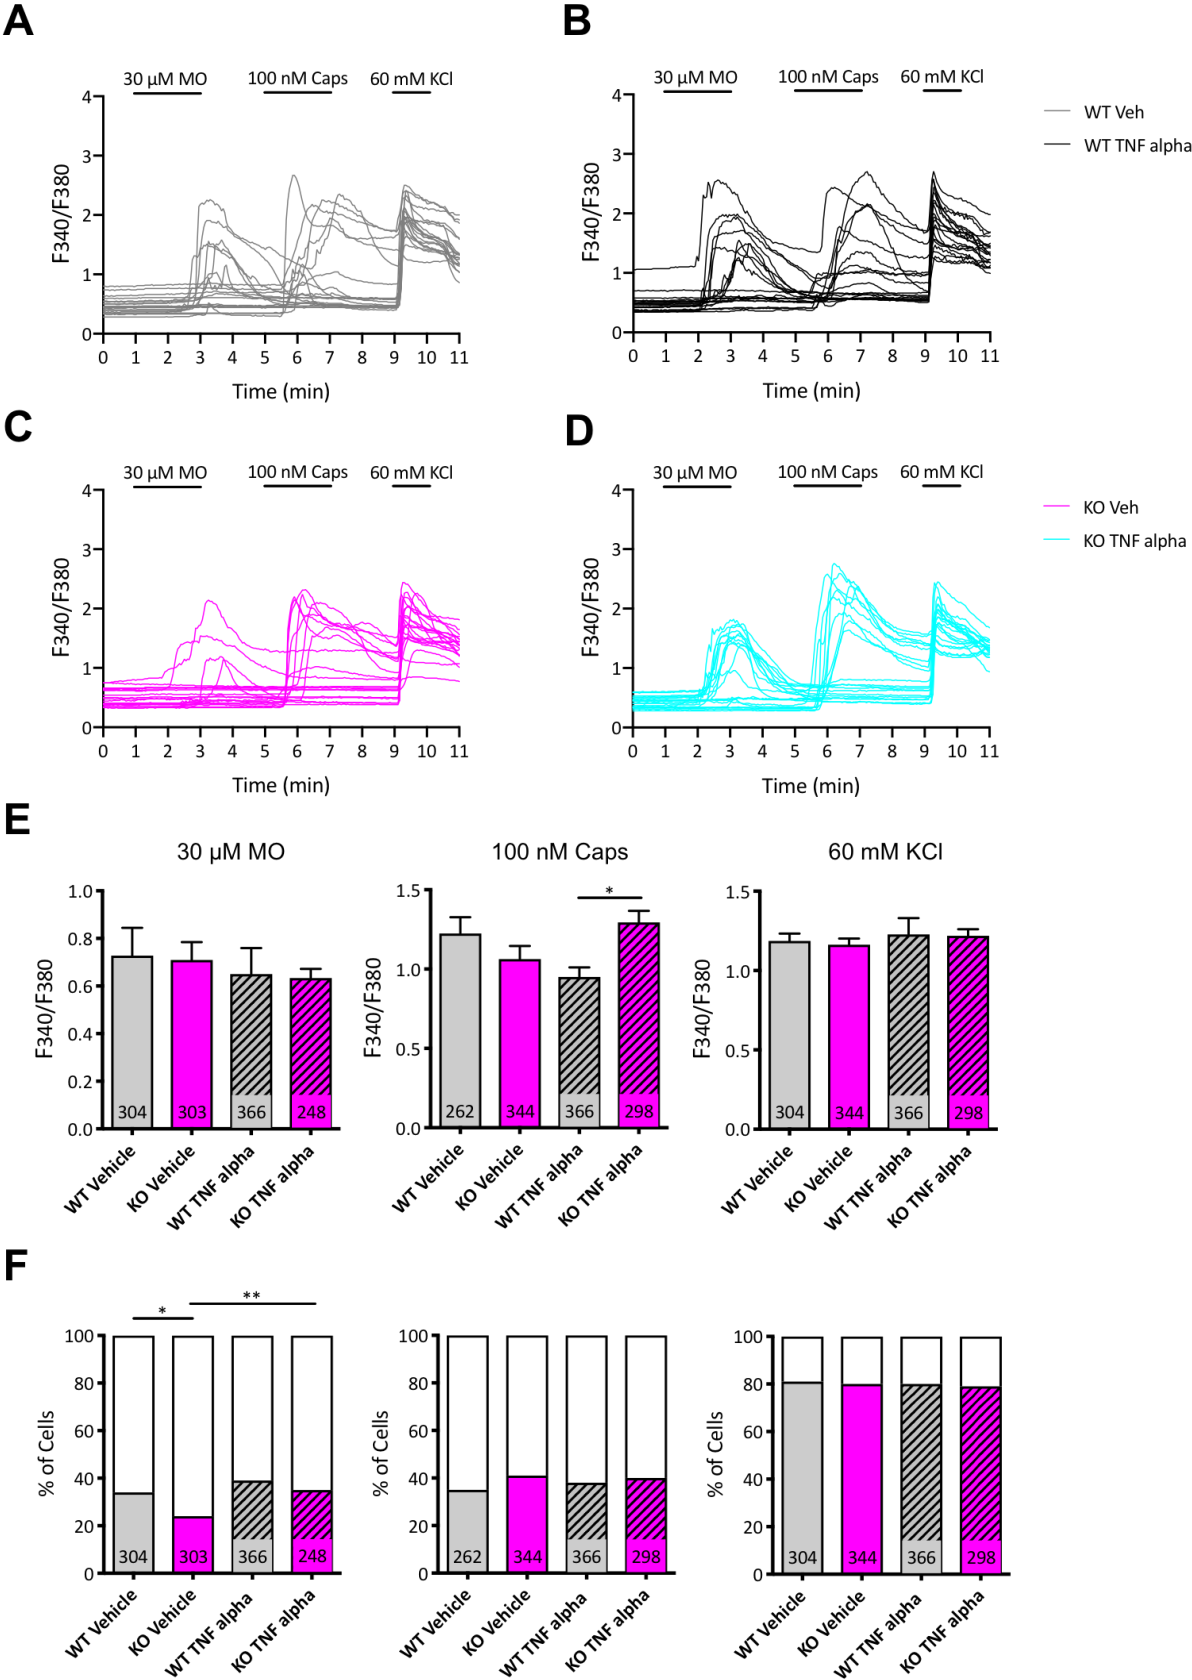 A
B
30 µM MO
100 nM Caps
60 mM KCl
30 µM MO
100 nM Caps
60 mM KCl
4
3
2
1
0
F340/F380
0 1 2 3 4 5 6 7 8 9 10 11
Time (min)
4
3
2
1
0
F340/F380
0 1 2 3 4 5 6 7 8 9 10 11
Time (min)
WT Veh
WT TNF alpha
C
D
30 µM MO
100 nM Caps
60 mM KCl
30 µM MO
100 nM Caps
60 mM KCl
4
3
2
1
0
F340/F380
0 1 2 3 4 5 6 7 8 9 10 11
Time (min)
4
3
2
1
0
F340/F380
0 1 2 3 4 5 6 7 8 9 10 11
Time (min)
KO Veh
KO TNF alpha
E
30 µM MO
1.0
0.8
0.6
0.4
0.2
0.0
F340/F380
304 303 366 248
WT Vehicle
KO Vehicle
WT TNF alpha
KO TNF alpha
100 nM Caps
*
1.5
1.0
0.5
0.0
F340/F380
262 344 366 298
WT Vehicle
KO Vehicle
WT TNF alpha
KO TNF alpha
60 mM KCl
1.5
1.0
0.5
0.0
F340/F380
304 344 366 298
WT Vehicle
KO Vehicle
WT TNF alpha
KO TNF alpha
F
*
**
100
80
60
40
20
0
% of Cells
304 303 366 248
WT Vehicle
KO Vehicle
WT TNF alpha
KO TNF alpha
100
80
60
40
20
0
% of Cells
262 344 366 298
WT Vehicle
KO Vehicle
WT TNF alpha
KO TNF alpha
100
80
60
40
20
0
% of Cells
304 344 366 298
WT Vehicle
KO Vehicle
WT TNF alpha
KO TNF alpha